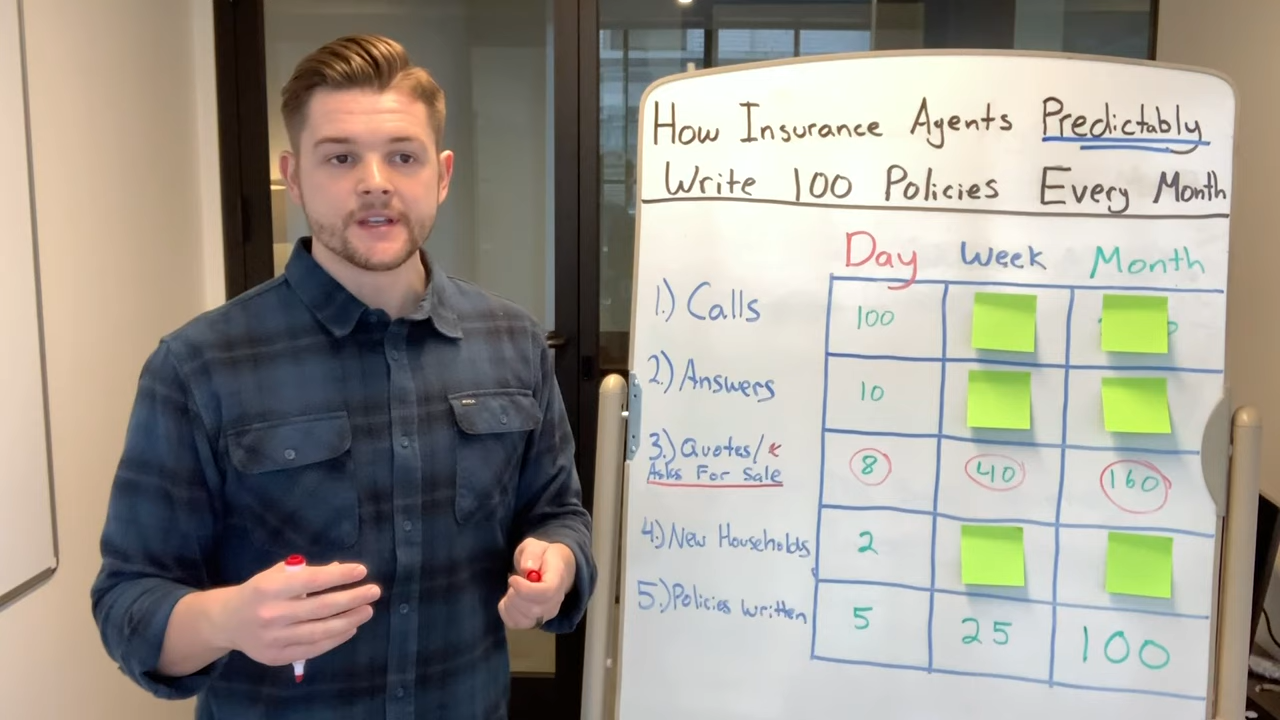 How Insurance Agents Predictably
Write 100 Policies Every Month
Day Week Month
1.) Calls 100
2.) Answers 10
3.) Quotes/
Asks For Sale 8 40 160
4.) New Households 2
5.) Policies Written 5 25 100